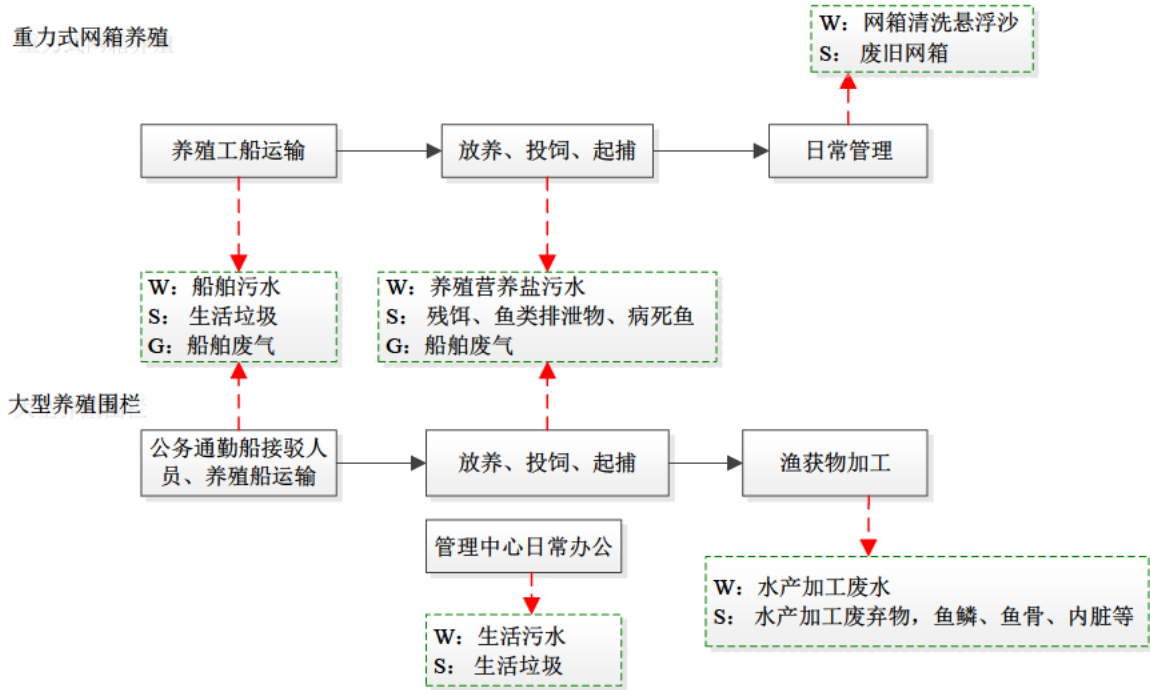 重力式网箱养殖
W：网箱清洗悬浮沙
S：废旧网箱
养殖工船运输
放养、投饲、起捕
日常管理
W：船舶污水
S：生活垃圾
G：船舶废气
W：养殖营养盐污水
S：残饵、鱼类排泄物、病死鱼
G：船舶废气
大型养殖围栏
公务通勤船接驳人
员、养殖船运输
放养、投饲、起捕
渔获物加工
管理中心日常办公
W：水产加工废水
S：水产加工废弃物，鱼鳞、鱼骨、内脏等
W：生活污水
S：生活垃圾